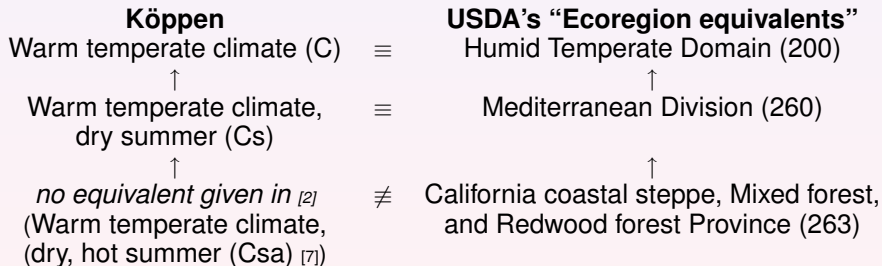 Köppen USDA's “Ecoregion equivalents”
Warm temperate climate (C) ≡ Humid Temperate Domain (200)
↑ ↑
Warm temperate climate, ≡ Mediterranean Division (260)
dry summer (Cs)
↑ ↑
no equivalent given in [2] ≢ California coastal steppe, Mixed forest,
(Warm temperate climate, and Redwood forest Province (263)
(dry, hot summer (Csa) [7])